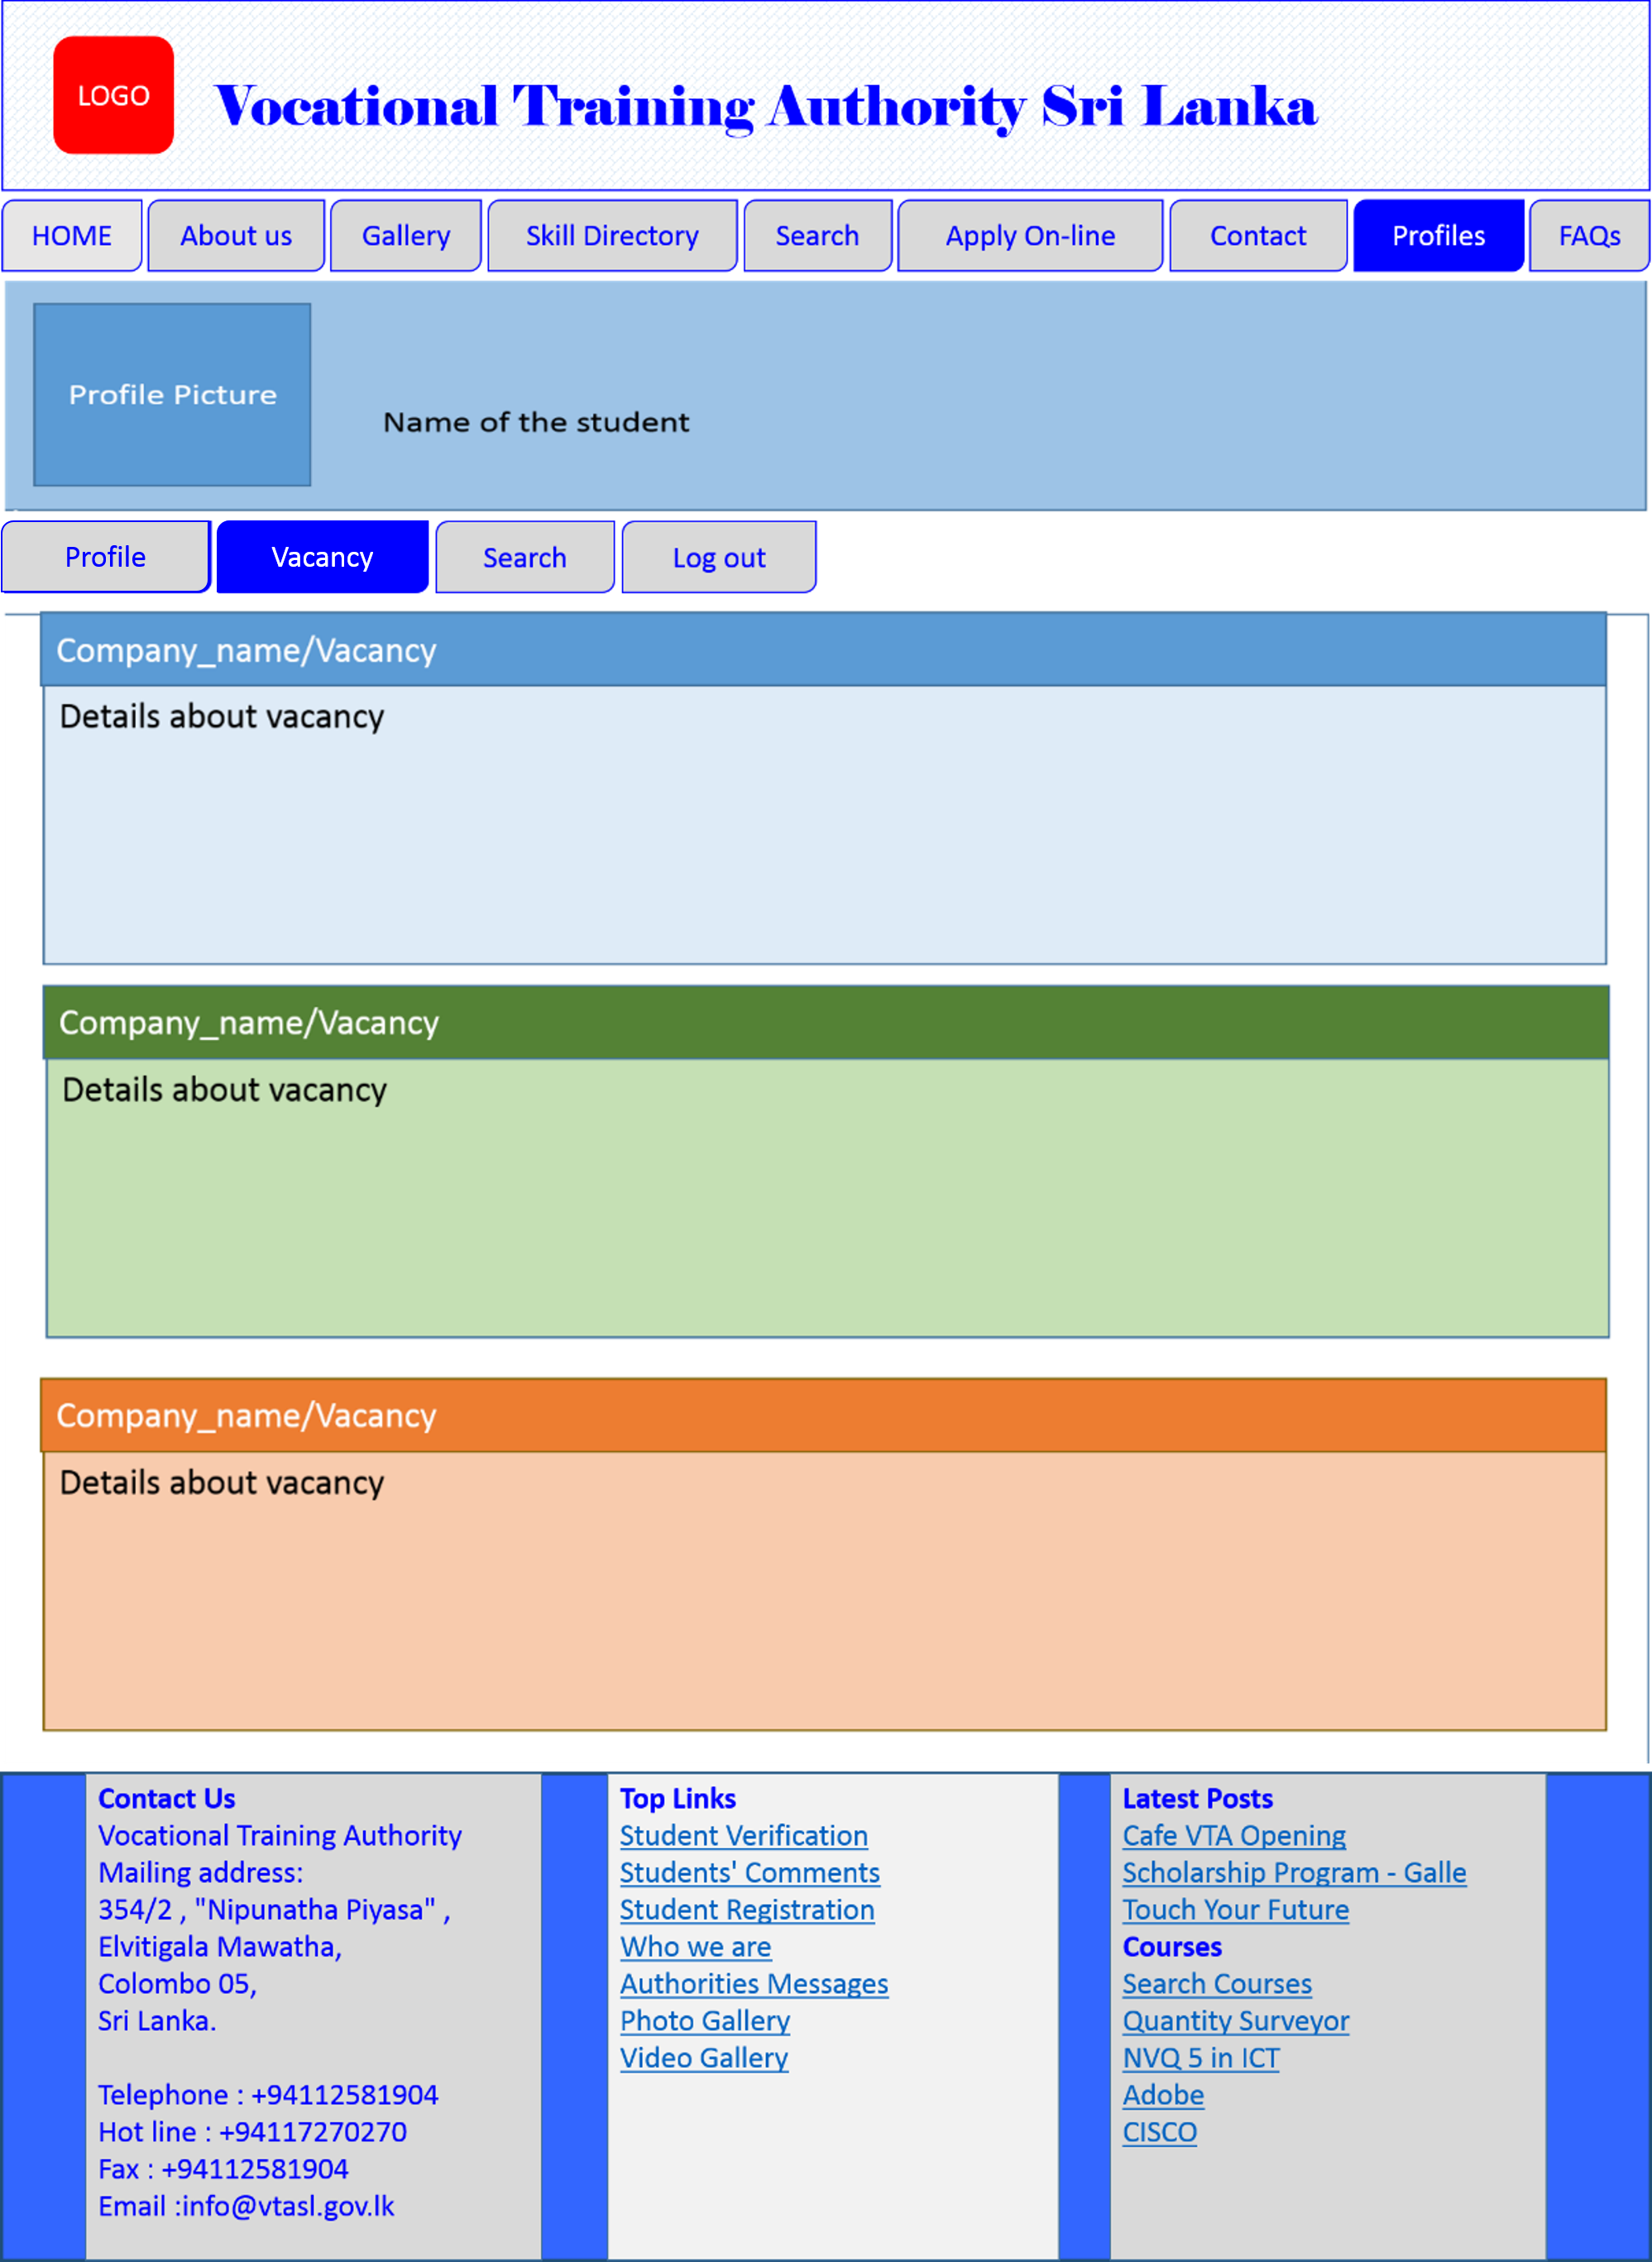 LOGO
Vocational Training Authority Sri Lanka
HOME About us Gallery Skill Directory Search Apply On-line Contact Profiles FAQs
Profile Picture
Name of the student
Profile Vacancy Search Log out
Company_name/Vacancy
Details about vacancy
Company_name/Vacancy
Details about vacancy
Company_name/Vacancy
Details about vacancy
Contact Us
Vocational Training Authority
Mailing address:
354/2 , "Nipunatha Piyasa" ,
Elvitigala Mawatha,
Colombo 05,
Sri Lanka.
Telephone : +94112581904
Hot line : +94117270270
Fax : +94112581904
Email :info@vtasl.gov.lk
Top Links
Student Verification
Students' Comments
Student Registration
Who we are
Authorities Messages
Photo Gallery
Video Gallery
Latest Posts
Cafe VTA Opening
Scholarship Program - Galle
Touch Your Future
Courses
Search Courses
Quantity Surveyor
NVQ 5 in ICT
Adobe
CISCO